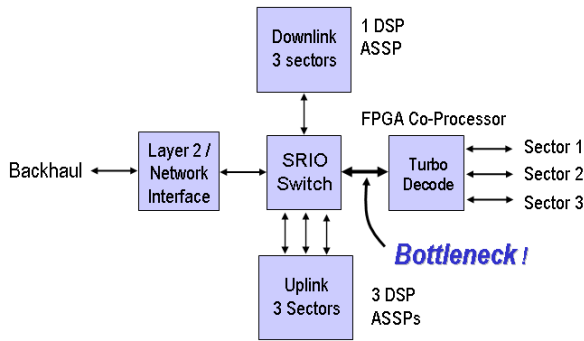 Downlink
3 sectors
1 DSP
ASSP
FPGA Co-Processor
Backhaul
Layer 2 /
Network
Interface
SRIO
Switch
Turbo
Decode
Sector 1
Sector 2
Sector 3
Bottleneck!
Uplink
3 Sectors
3 DSP
ASSPs